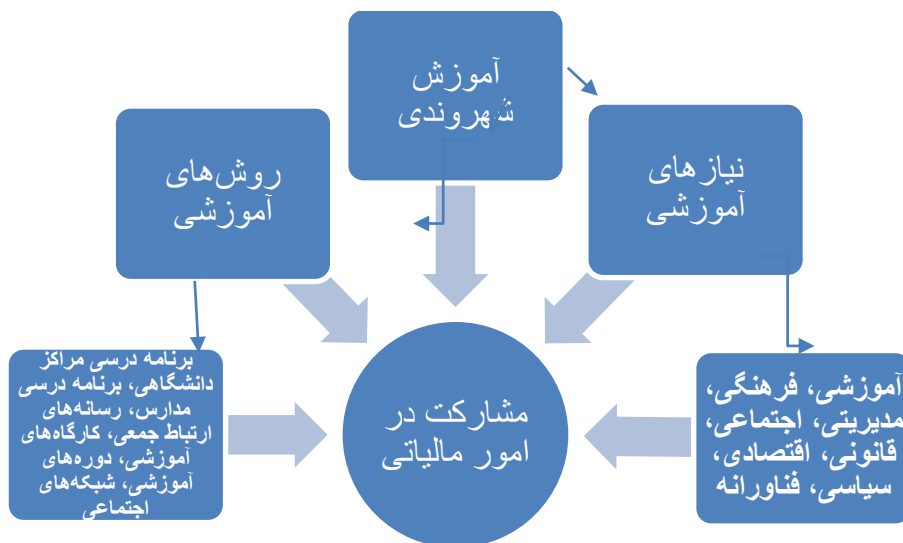 آموزش
شهروندی
نیازهای
آموزشی
روش‌های
آموزشی
آموزشی، فرهنگی،
مدیریتی، اجتماعی،
قانونی، اقتصادی،
سیاسی، فناورانه
برنامه درسی مراکز
دانشگاهی، برنامه درسی
مدارس، رسانه‌های
ارتباط جمعی، کارگاه‌های
آموزشی، دوره‌های
آموزشی، شبکه‌های
اجتماعی
مشارکت در
امور مالیاتی